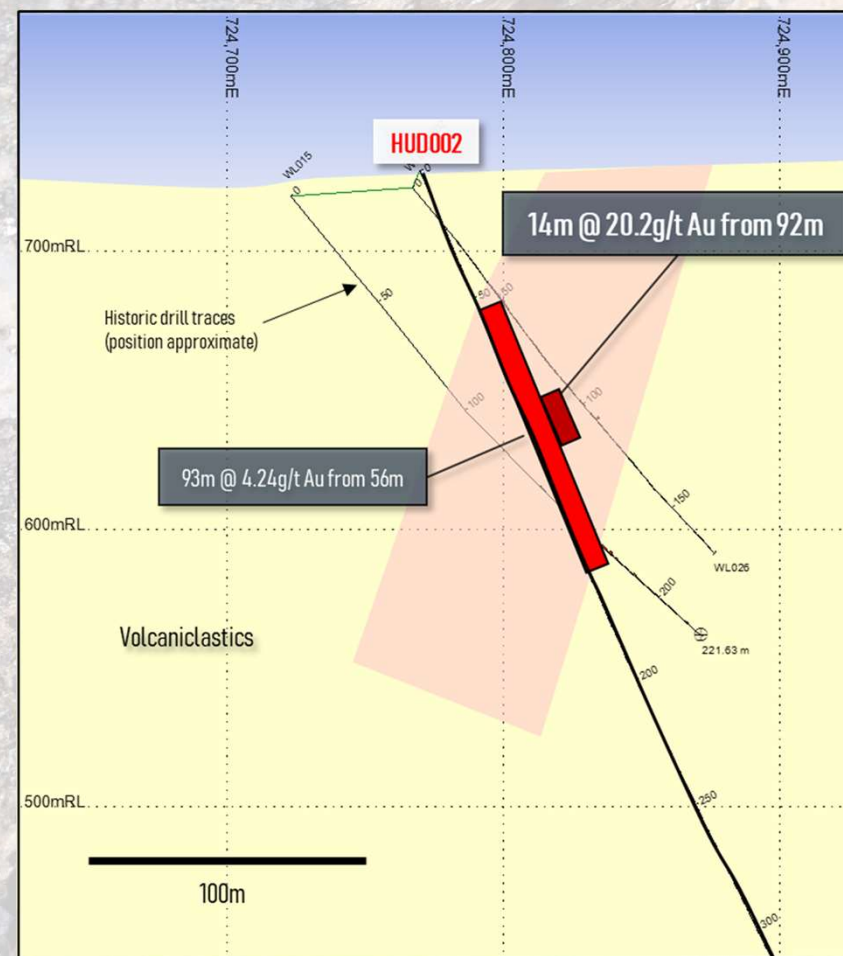 724,700mE
724,800mE
724,900mE
HUD002
WL015
0
0
14m @ 20.2g/t Au from 92m
700mRL
50
50
50
Historic drill traces
(position approximate)
100
100
93m @ 4.24g/t Au from 56m
150
600mRL
WL026
200
Volcaniclastics
221.63 m
200
500mRL
250
100m
300